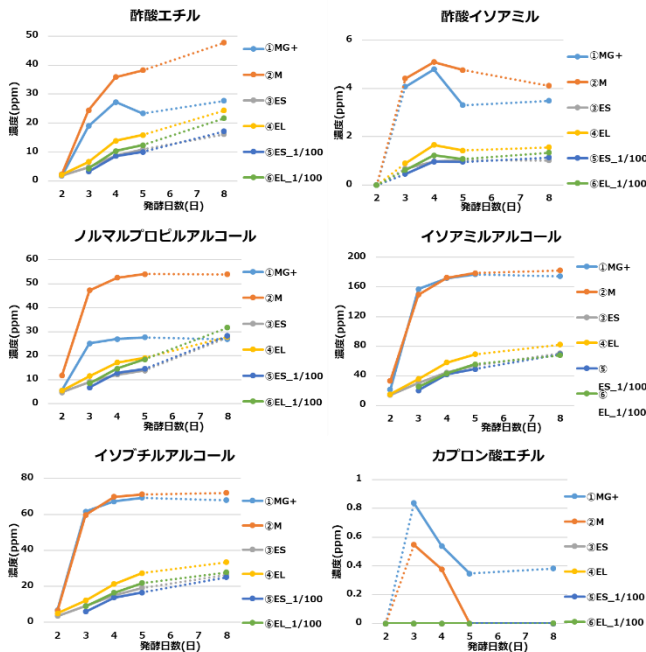 酢酸エチル
濃度(ppm)
50
40
30
20
10
0
2 3 4 5 6 7 8
発酵日数(日)
①MG+
②M
③ES
④EL
⑤ES_1/100
⑥EL_1/100
酢酸イソアミル
濃度(ppm)
6
4
2
0
2 3 4 5 6 7 8
発酵日数(日)
①MG+
②M
③ES
④EL
⑤ES_1/100
⑥EL_1/100
ノルマルプロピルアルコール
濃度(ppm)
60
50
40
30
20
10
0
2 3 4 5 6 7 8
発酵日数(日)
①MG+
②M
③ES
④EL
⑤ES_1/100
⑥EL_1/100
イソアミルアルコール
濃度(ppm)
200
160
120
80
40
0
2 3 4 5 6 7 8
発酵日数(日)
①MG+
②M
③ES
④EL
⑤
ES_1/100
⑥
EL_1/100
イソブチルアルコール
濃度(ppm)
80
60
40
20
0
2 3 4 5 6 7 8
発酵日数(日)
①MG+
②M
③ES
④EL
⑤ES_1/100
⑥EL_1/100
カプロン酸エチル
濃度(ppm)
1
0.8
0.6
0.4
0.2
0
2 3 4 5 6 7 8
発酵日数(日)
①MG+
②M
③ES
④EL
⑤ES_1/100
⑥EL_1/100